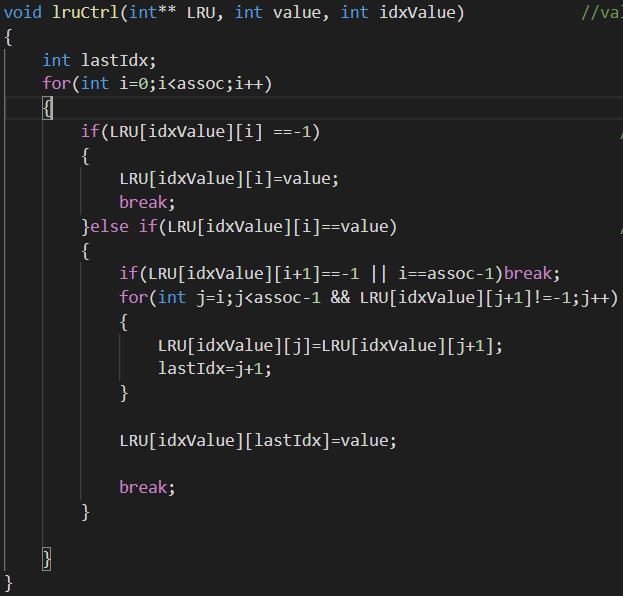 void lruCtrl(int** LRU, int value, int idxValue) //val
{
    int lastIdx;
    for(int i=0;i<assoc;i++)
    {
        if(LRU[idxValue][i] ==-1) /
        {
            LRU[idxValue][i]=value;
            break;
        }else if(LRU[idxValue][i]==value) /
        {
            if(LRU[idxValue][i+1]==-1 || i==assoc-1)break;
            for(int j=i;j<assoc-1 && LRU[idxValue][j+1]!=-1;j++)
            {
                LRU[idxValue][j]=LRU[idxValue][j+1];
                lastIdx=j+1;
            }

            LRU[idxValue][lastIdx]=value;

            break;
        }

    }
}